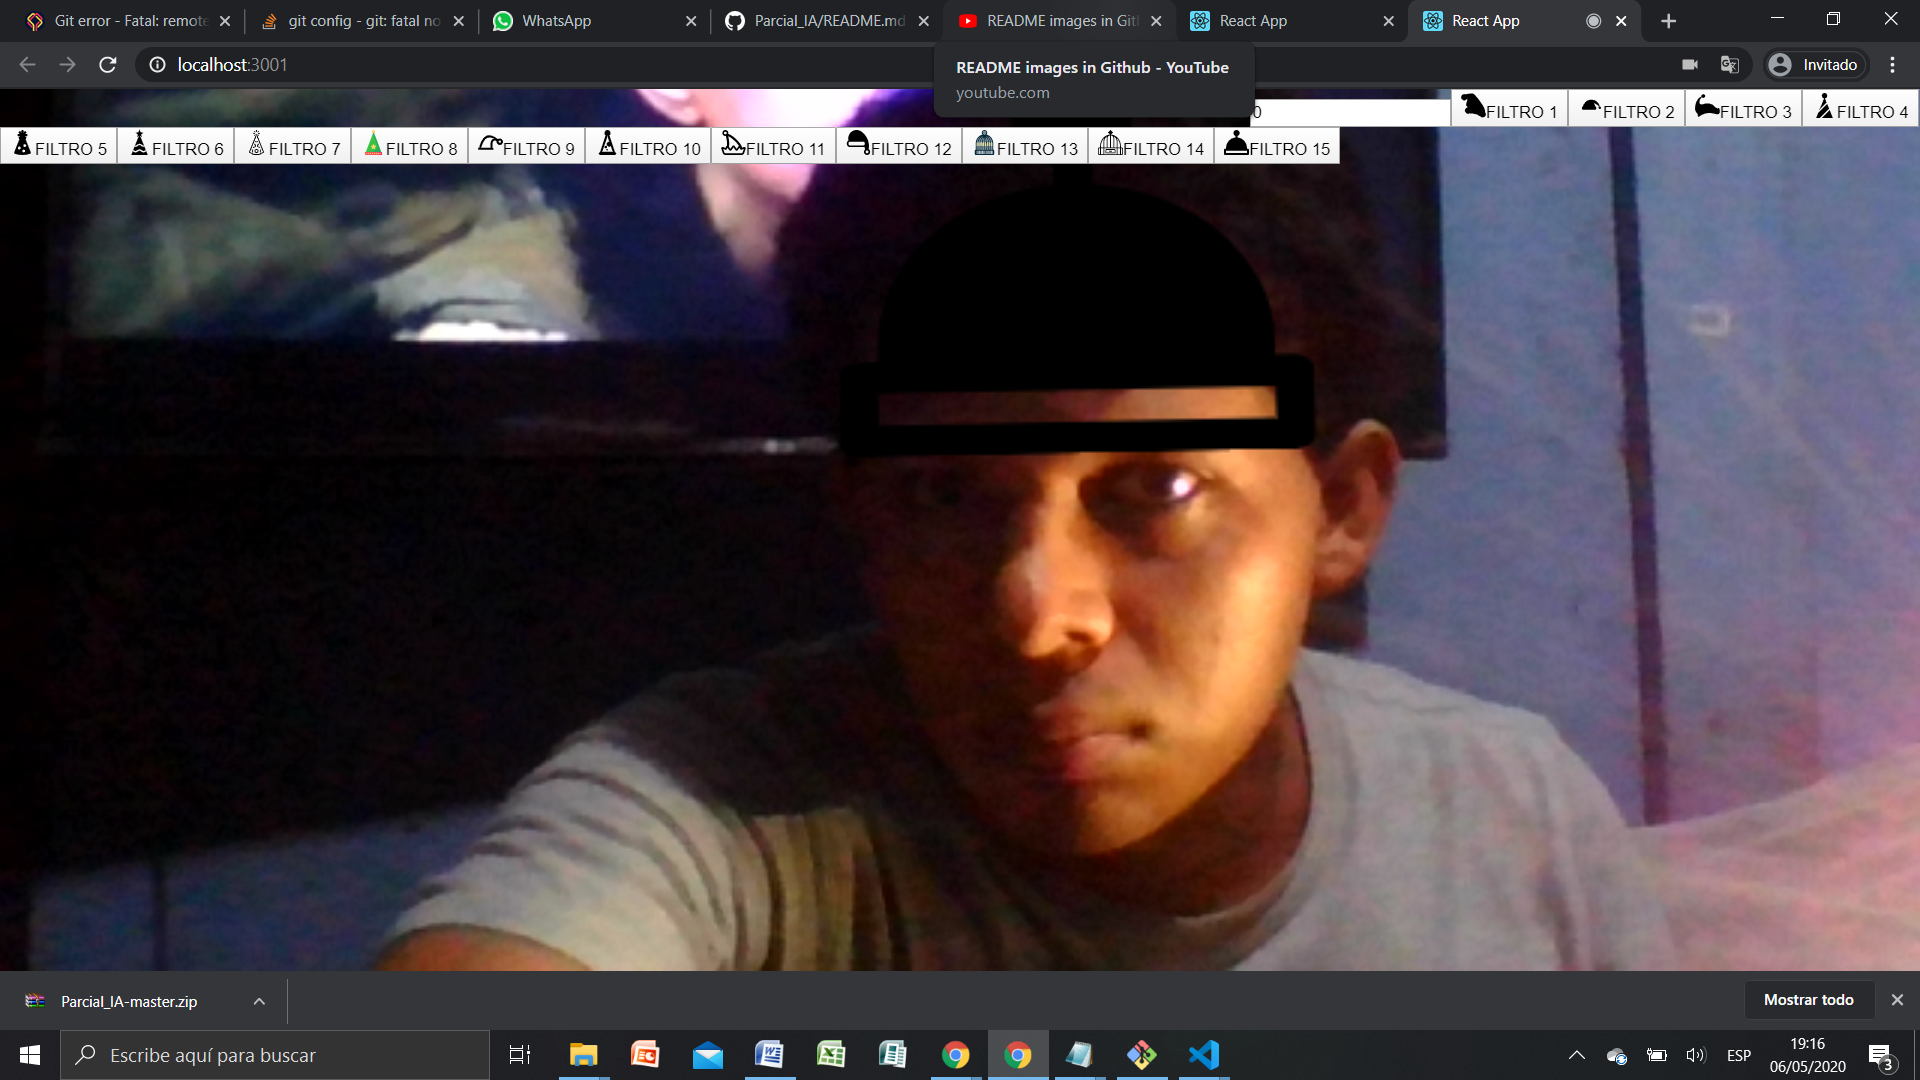 Git error - Fatal: remote
git config - git: fatal no
WhatsApp
Parcial_IA/README.md
README images in Git
React App
React App
localhost:3001
Invitado
README images in Github - YouTube
youtube.com
0
FILTRO 1
FILTRO 2
FILTRO 3
FILTRO 4
FILTRO 5
FILTRO 6
FILTRO 7
FILTRO 8
FILTRO 9
FILTRO 10
FILTRO 11
FILTRO 12
FILTRO 13
FILTRO 14
FILTRO 15
Parcial_IA-master.zip
Mostrar todo
Escribe aquí para buscar
ESP
19:16
06/05/2020
3